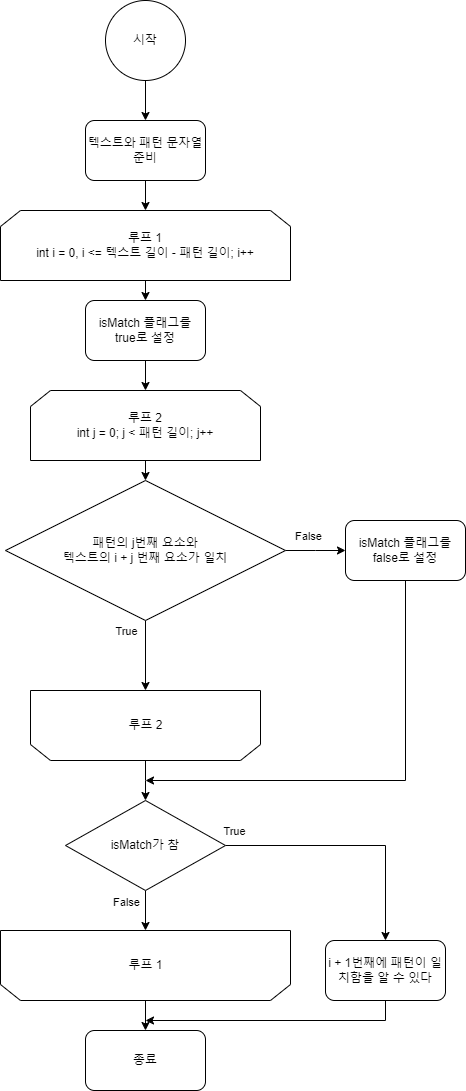 시작
텍스트와 패턴 문자열
준비
루프 1
int i = 0, i <= 텍스트 길이 - 패턴 길이; i++
isMatch 플래그를
true로 설정
루프 2
int j = 0; j < 패턴 길이; j++
패턴의 j번째 요소와
텍스트의 i + j 번째 요소가 일치
False
isMatch 플래그를
false로 설정
True
루프 2
isMatch가 참
True
False
루프 1
i + 1번째에 패턴이 일
치함을 알 수 있다
종료